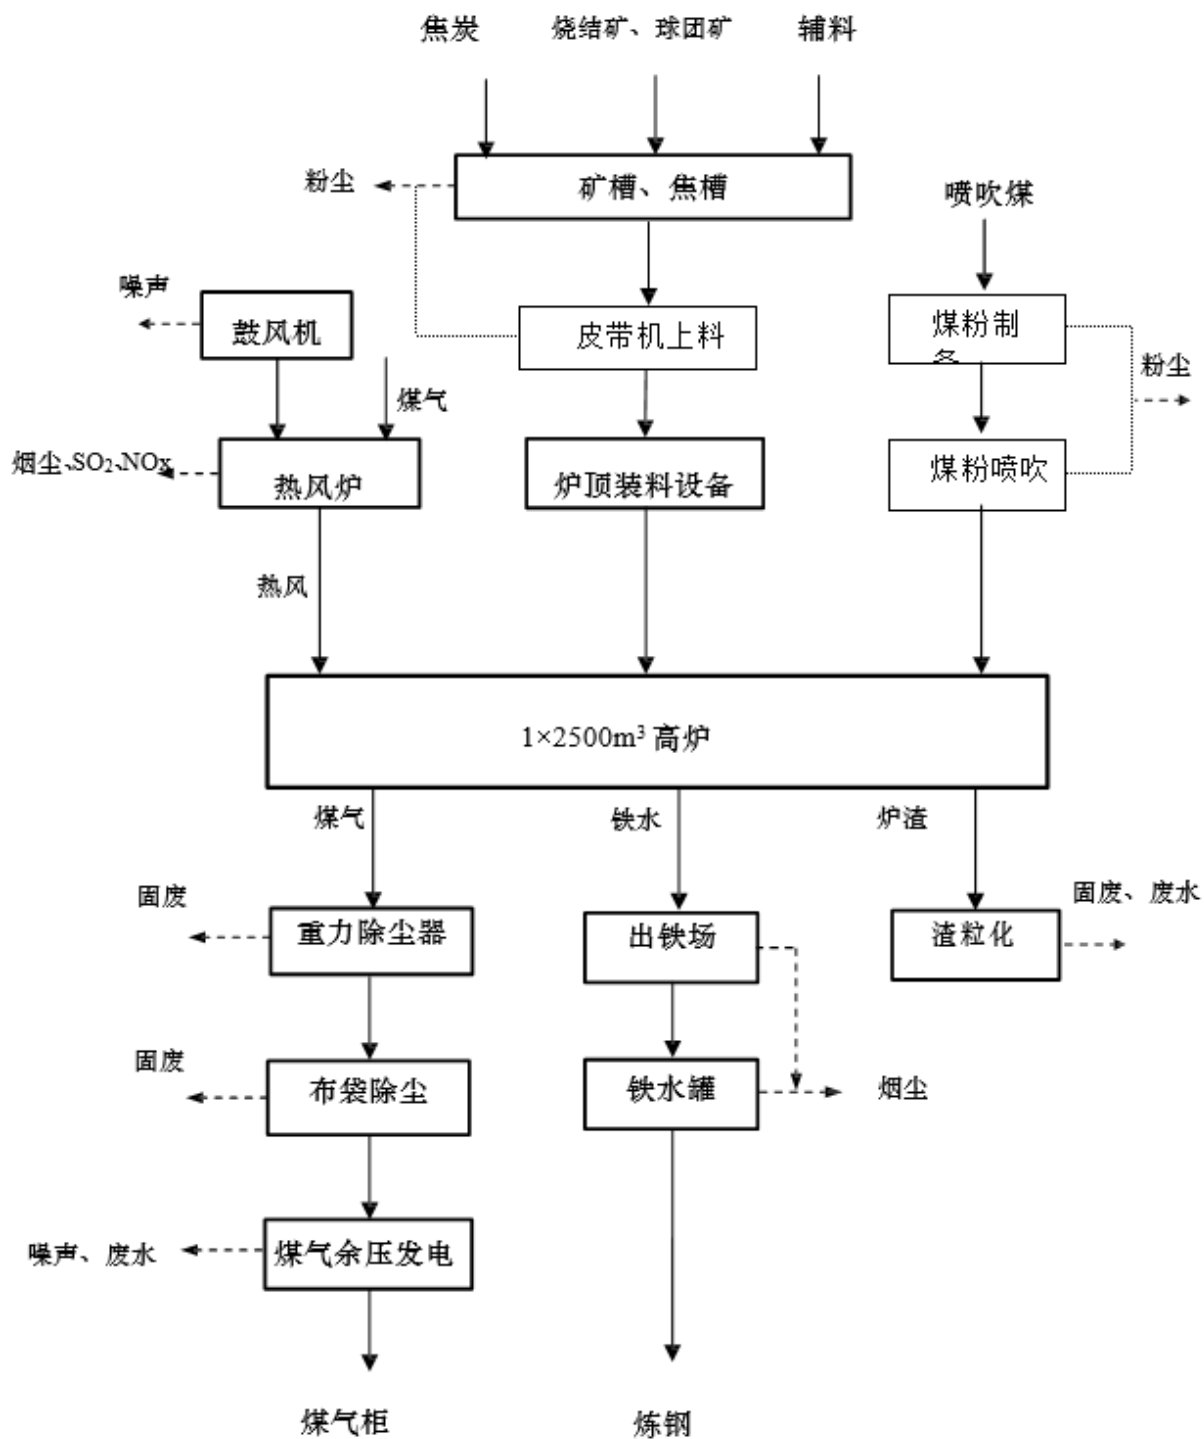 焦炭
烧结矿、球团矿
辅料
粉尘
矿槽、焦槽
喷吹煤
噪声
鼓风机
皮带机上料
煤粉制
备
粉尘
煤气
烟尘、SO₂、NOx
热风炉
炉顶装料设备
煤粉喷吹
热风
1×2500m³ 高炉
煤气
铁水
炉渣
固废
重力除尘器
出铁场
渣粒化
固废、废水
固废
布袋除尘
铁水罐
烟尘
噪声、废水
煤气余压发电
煤气柜
炼钢